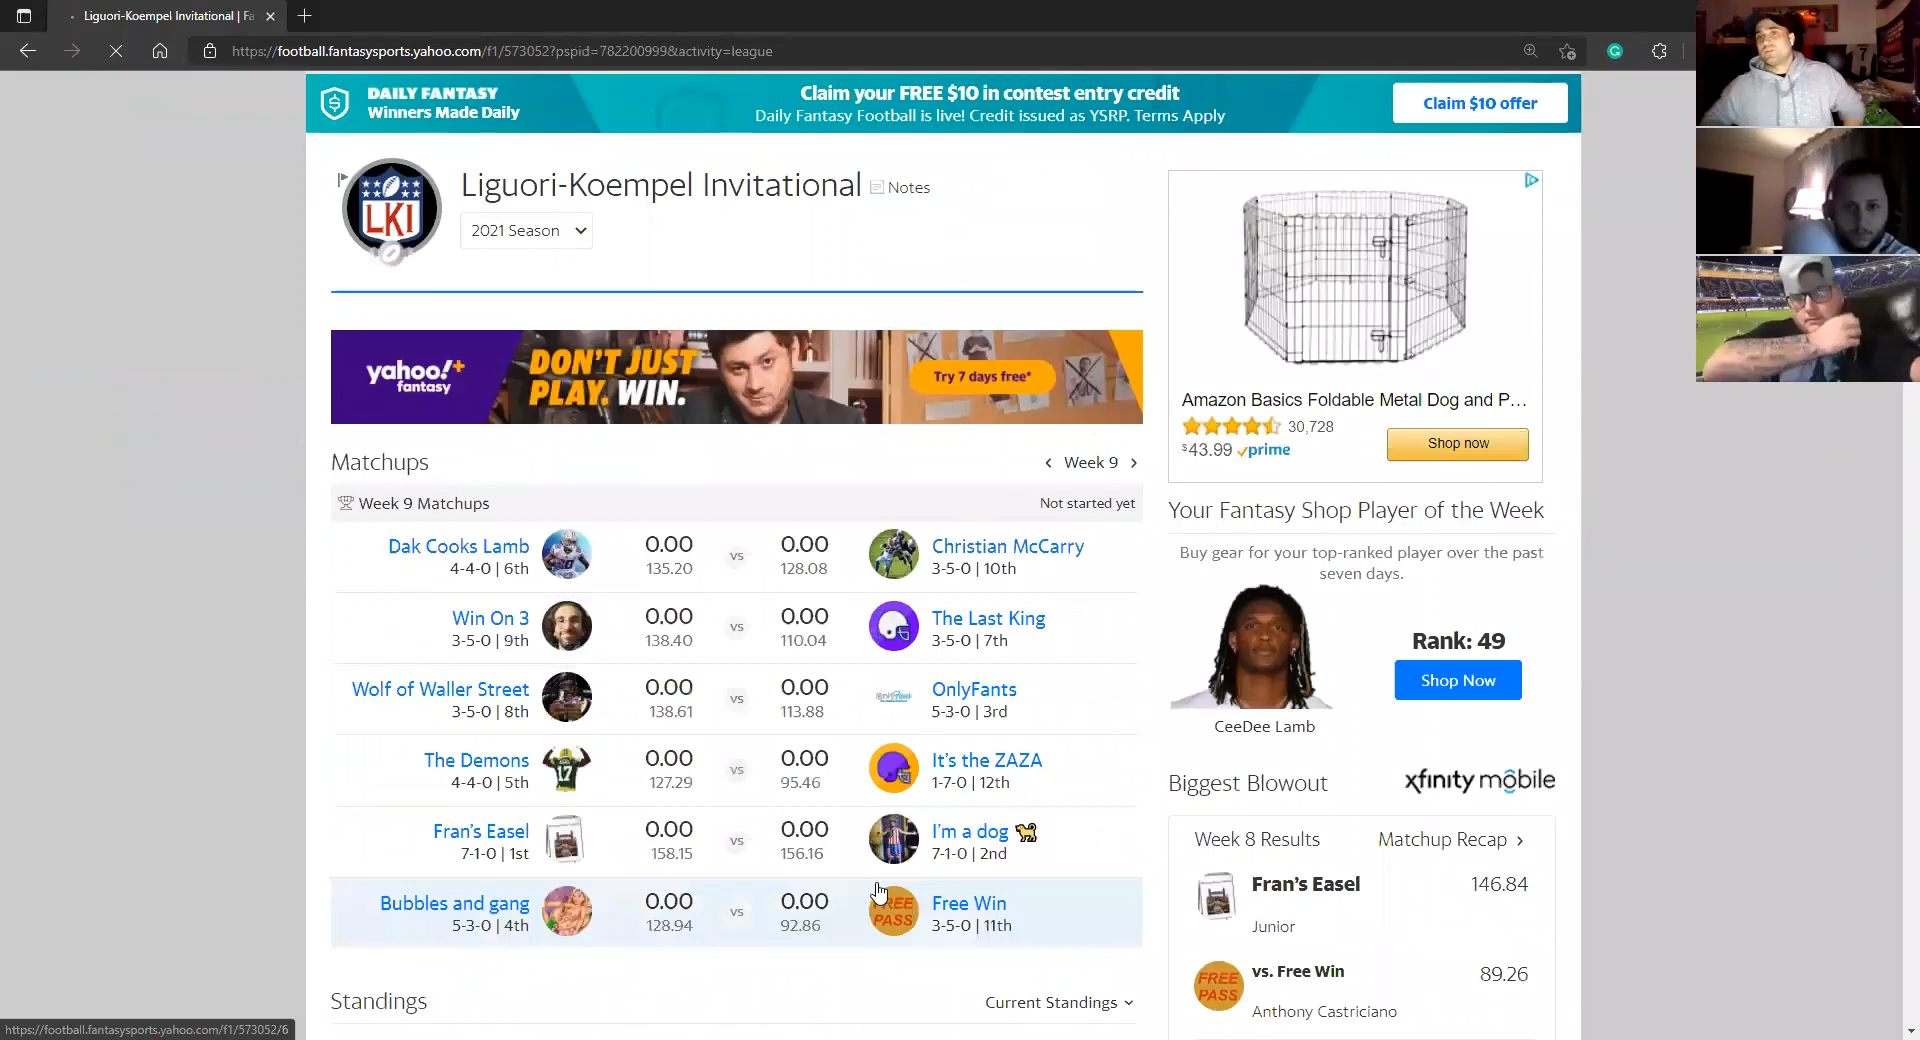 Liguori-Koempel Invitational | Fa
https://football.fantasysports.yahoo.com/f1/573052?pspid=782200999&activity=league
DAILY FANTASY
Winners Made Daily
Claim your FREE $10 in contest entry credit
Daily Fantasy Football is live! Credit issued as YSRP. Terms Apply
Claim $10 offer
LKI
Liguori-Koempel Invitational
Notes
2021 Season
yahoo!+
fantasy
DON'T JUST
PLAY. WIN.
Try 7 days free*
Amazon Basics Foldable Metal Dog and P...
30,728
$43.99 prime
Shop now
Matchups
Week 9
Week 9 Matchups
Not started yet
Dak Cooks Lamb 0.00 vs 0.00 Christian McCarry
4-4-0 | 6th 135.20 128.08 3-5-0 | 10th
Win On 3 0.00 vs 0.00 The Last King
3-5-0 | 9th 138.40 110.04 3-5-0 | 7th
Wolf of Waller Street 0.00 vs 0.00 OnlyFants
3-5-0 | 8th 138.61 113.88 5-3-0 | 3rd
The Demons 0.00 vs 0.00 It's the ZAZA
4-4-0 | 5th 17 127.29 95.46 1-7-0 | 12th
Fran's Easel 0.00 vs 0.00 I'm a dog
7-1-0 | 1st 158.15 156.16 7-1-0 | 2nd
Bubbles and gang 0.00 vs 0.00 FREE PASS Free Win
5-3-0 | 4th 128.94 92.86 3-5-0 | 11th
Standings
Current Standings
Your Fantasy Shop Player of the Week
Buy gear for your top-ranked player over the past
seven days.
Rank: 49
Shop Now
CeeDee Lamb
Biggest Blowout
xfinity mobile
Week 8 Results
Matchup Recap
Fran's Easel 146.84
Junior
FREE
PASS
vs. Free Win 89.26
Anthony Castriciano
https://football.fantasysports.yahoo.com/f1/573052/6